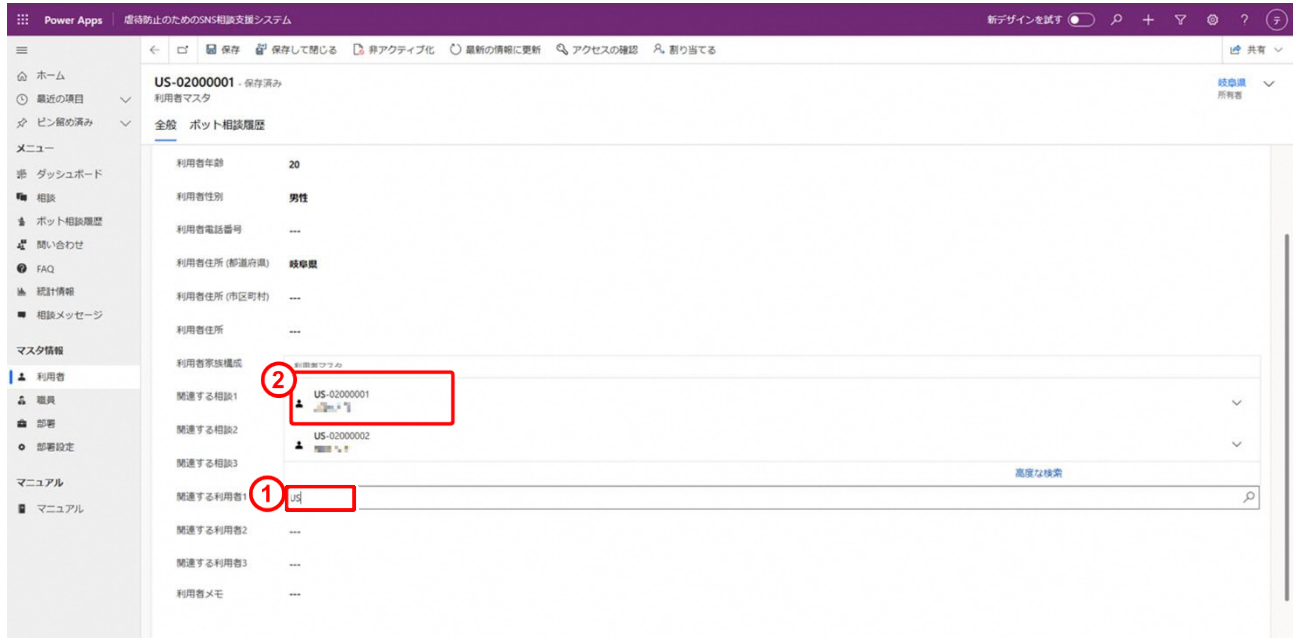 Power Apps 虐待防止のためのSNS相談支援システム 新デザインを試す
保存 保存して閉じる 非アクティブ化 最新の情報に更新 アクセスの確認 割り当てる 共有
ホーム
最近の項目
ピン留め済み
メニュー
ダッシュボード
相談
ボット相談履歴
問い合わせ
FAQ
統計情報
相談メッセージ
マスタ情報
利用者
職員
部署
部署設定
マニュアル
マニュアル
US-02000001 - 保存済み
利用者マスタ
岐阜県
所有者
全般 ボット相談履歴
利用者年齢 20
利用者性別 男性
利用者電話番号 ---
利用者住所 (都道府県) 岐阜県
利用者住所 (市区町村) ---
利用者住所 ---
利用者家族構成 利用者マスタ
②
関連する相談1 US-02000001
関連する相談2 US-02000002
関連する相談3
高度な検索
関連する利用者1 ① US
関連する利用者2 ---
関連する利用者3 ---
利用者メモ ---